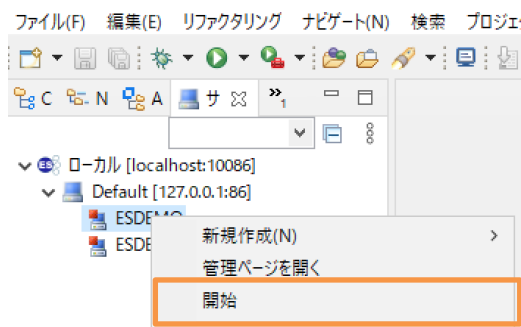 ファイル(F) 編集(E) リファクタリング ナビゲート(N) 検索 プロジェ
C N A サ 1
ローカル [localhost:10086]
Default [127.0.0.1:86]
ESDEMO
ESDE
新規作成(N)
管理ページを開く
開始